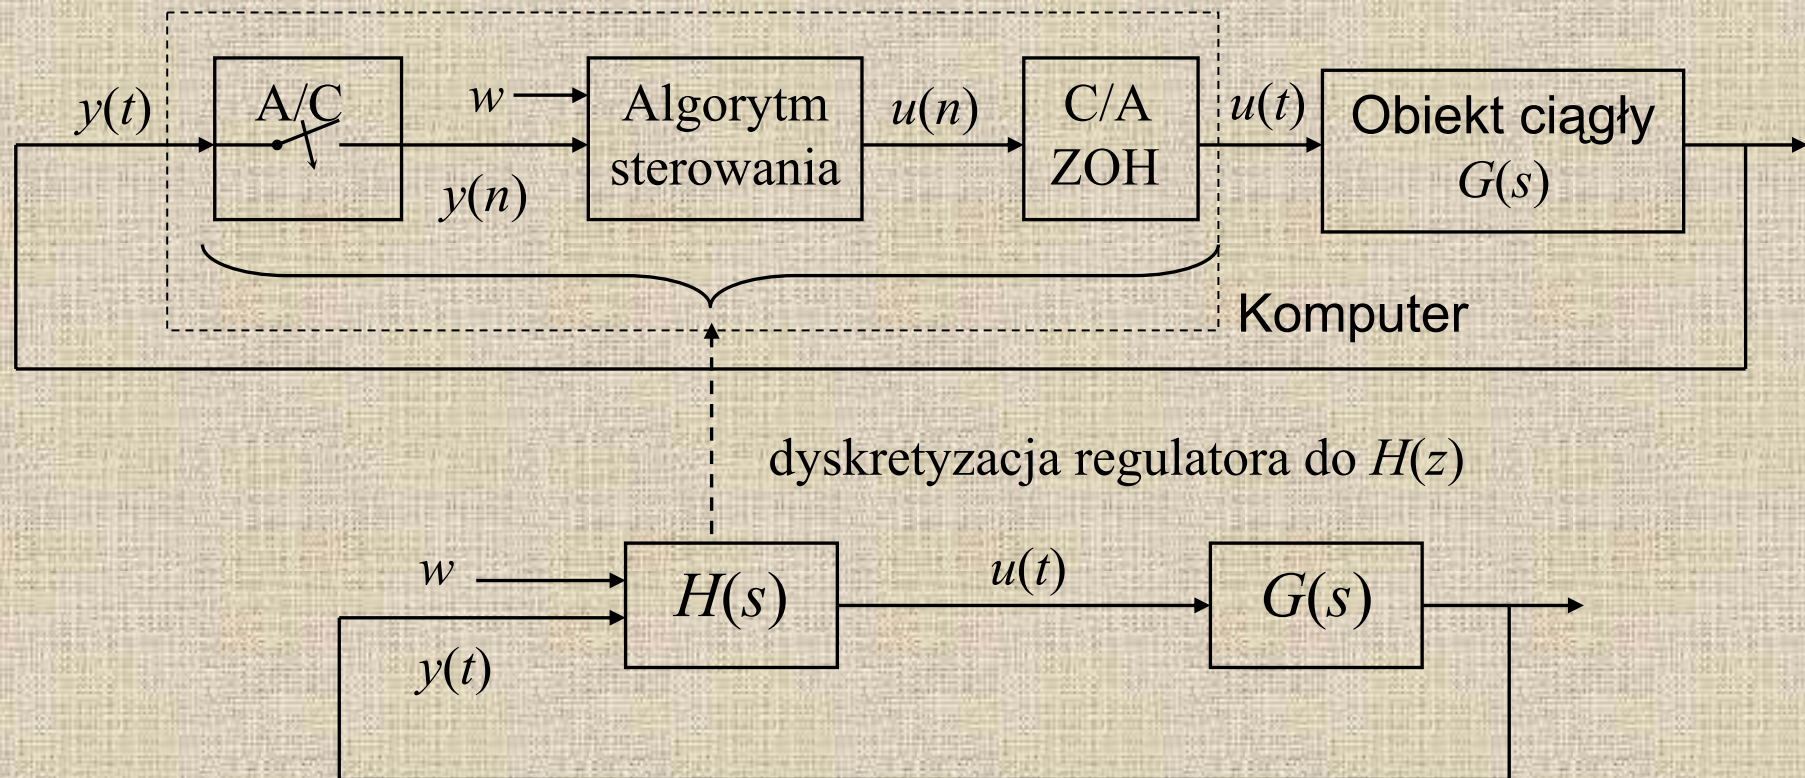 y(t)
A/C
w
y(n)
Algorytm
sterowania
u(n)
C/A
ZOH
u(t)
Obiekt ciągły
G(s)
Komputer
dyskretyzacja regulatora do H(z)
w
y(t)
H(s)
u(t)
G(s)